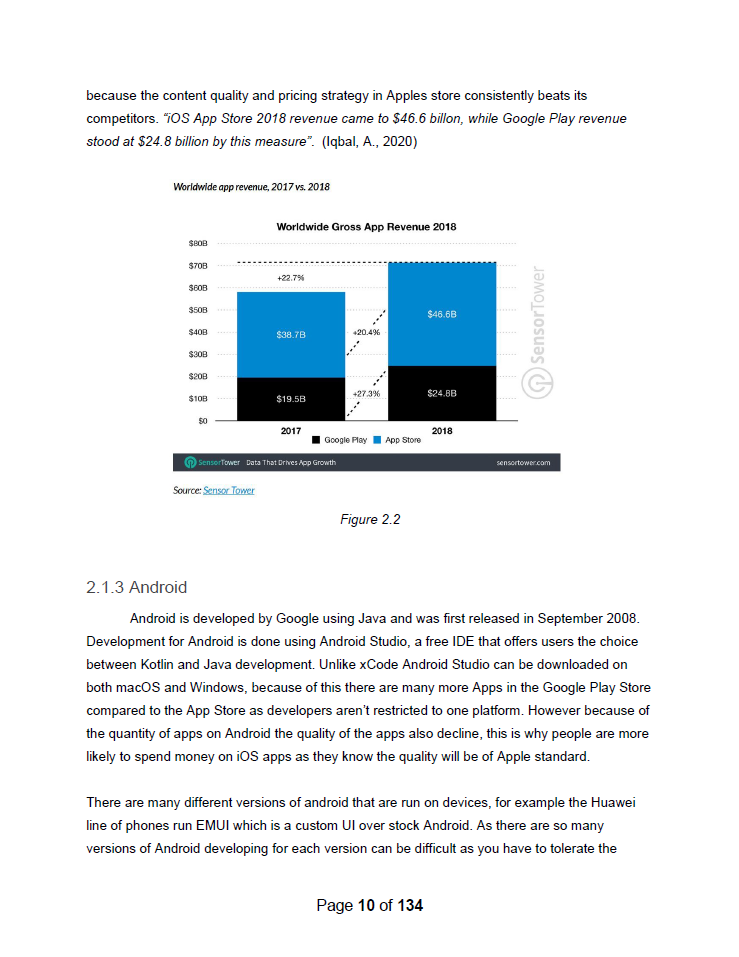 because the content quality and pricing strategy in Apples store consistently beats its
competitors. “iOS App Store 2018 revenue came to $46.6 billon, while Google Play revenue
stood at $24.8 billion by this measure”. (Iqbal, A., 2020)
Worldwide app revenue, 2017 vs. 2018
Worldwide Gross App Revenue 2018
$80B
$70B
$60B
$50B
$40B
$30B
$20B
$10B
$0
+22.7%
$38.7B
$19.5B
+20.4%
+27.3%
$46.6B
$24.8B
2017
2018
Google Play
App Store
SensorTower
SensorTower Data That Drives App Growth
sensortower.com
Source: Sensor Tower
Figure 2.2
2.1.3 Android
Android is developed by Google using Java and was first released in September 2008.
Development for Android is done using Android Studio, a free IDE that offers users the choice
between Kotlin and Java development. Unlike xCode Android Studio can be downloaded on
both macOS and Windows, because of this there are many more Apps in the Google Play Store
compared to the App Store as developers aren’t restricted to one platform. However because of
the quantity of apps on Android the quality of the apps also decline, this is why people are more
likely to spend money on iOS apps as they know the quality will be of Apple standard.
There are many different versions of android that are run on devices, for example the Huawei
line of phones run EMUI which is a custom UI over stock Android. As there are so many
versions of Android developing for each version can be difficult as you have to tolerate the
Page 10 of 134